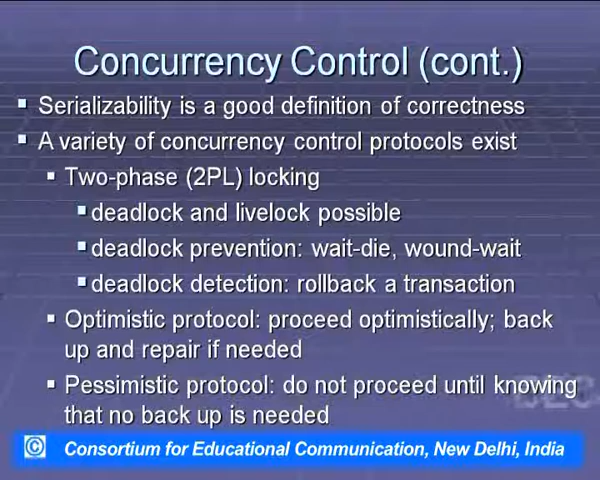 Concurrency Control (cont.)
Serializability is a good definition of correctness
A variety of concurrency control protocols exist
Two-phase (2PL) locking
deadlock and livelock possible
deadlock prevention: wait-die, wound-wait
deadlock detection: rollback a transaction
Optimistic protocol: proceed optimistically; back
up and repair if needed
Pessimistic protocol: do not proceed until knowing
that no back up is needed
© Consortium for Educational Communication, New Delhi, India